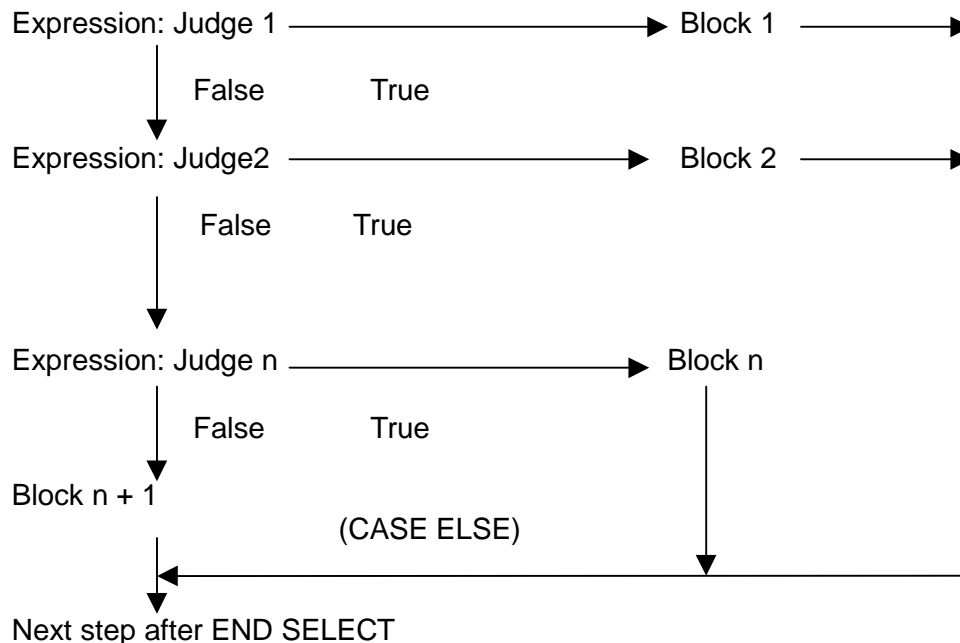 Expression: Judge 1 Block 1
False True
Expression: Judge2 Block 2
False True
Expression: Judge n Block n
False True
Block n + 1
(CASE ELSE)
Next step after END SELECT